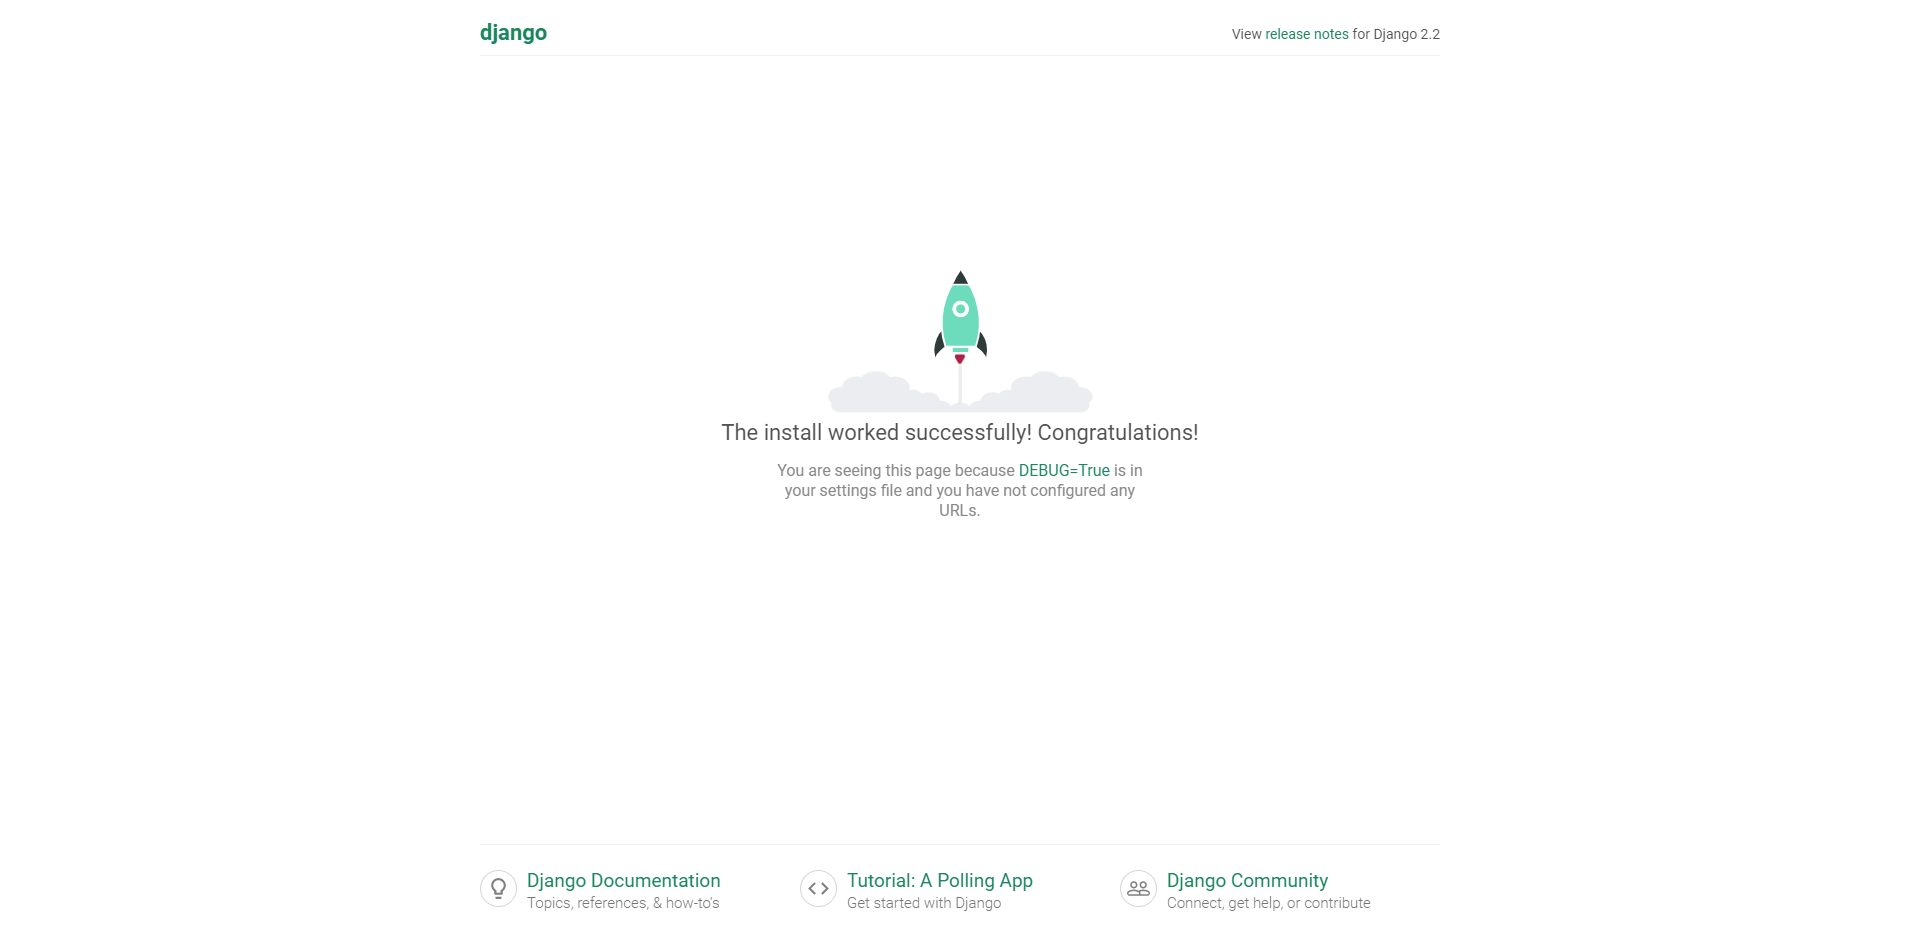 django
View release notes for Django 2.2
The install worked successfully! Congratulations!
You are seeing this page because DEBUG=True is in
your settings file and you have not configured any
URLs.
Django Documentation
Topics, references, & how-to's
Tutorial: A Polling App
Get started with Django
Django Community
Connect, get help, or contribute